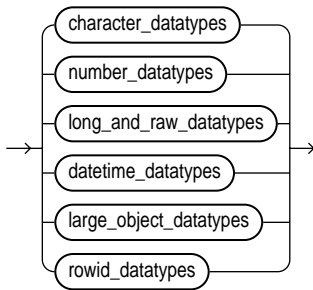 character_datatypes
number_datatypes
long_and_raw_datatypes
datetime_datatypes
large_object_datatypes
rowid_datatypes